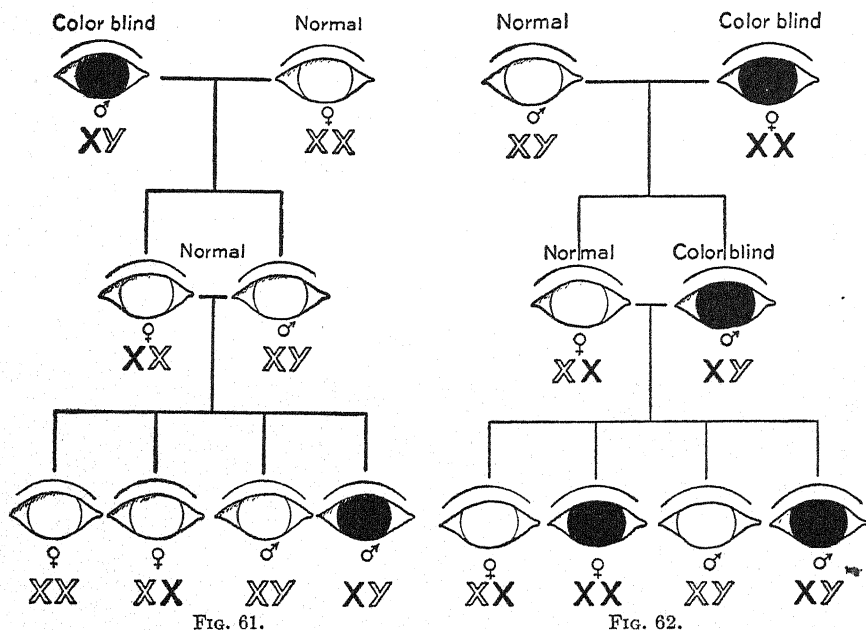 Color blind Normal Normal Color blind
♂ ♀ ♂ ♀
XY XX XY XX
Normal Normal Color blind
♀ ♂ ♀ ♂
XX XY XX XY
♀ ♀ ♂ ♂ ♀ ♀ ♂ ♂
XX XX XY XY XX XX XY XY
FIG. 61. FIG. 62.